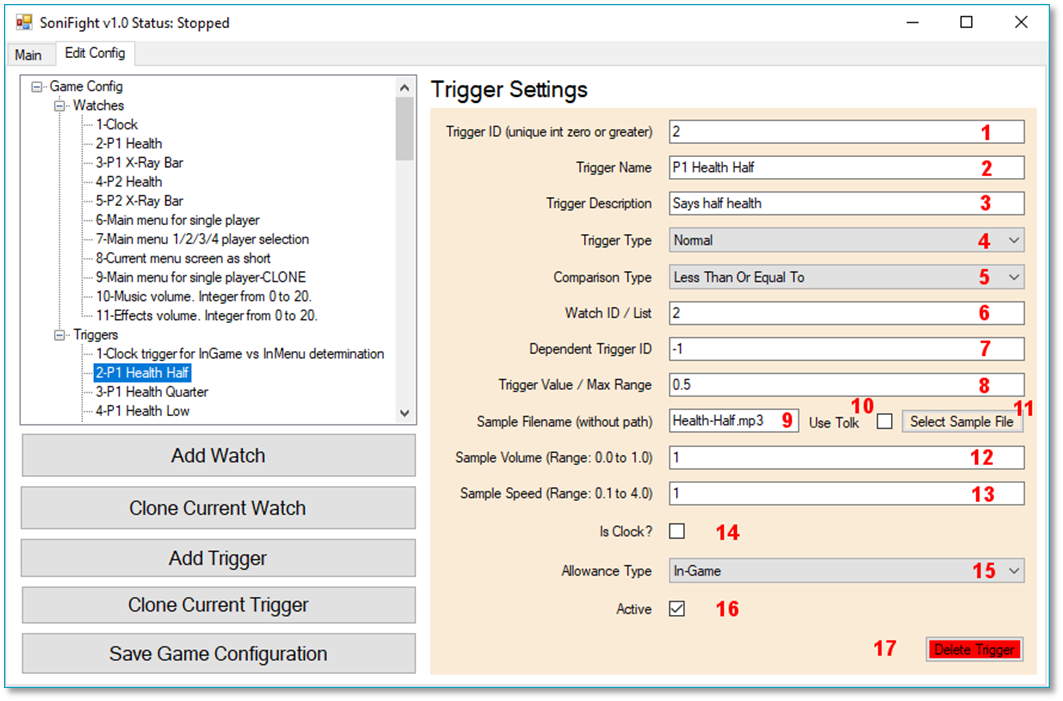 SoniFight v1.0 Status: Stopped
Main
Edit Config
Game Config
Watches
1-Clock
2-P1 Health
3-P1 X-Ray Bar
4-P2 Health
5-P2 X-Ray Bar
6-Main menu for single player
7-Main menu 1/2/3/4 player selection
8-Current menu screen as short
9-Main menu for single player-CLONE
10-Music volume. Integer from 0 to 20.
11-Effects volume. Integer from 0 to 20.
Triggers
1-Clock trigger for InGame vs InMenu determination
2-P1 Health Half
3-P1 Health Quarter
4-P1 Health Low
Add Watch
Clone Current Watch
Add Trigger
Clone Current Trigger
Save Game Configuration
Trigger Settings
Trigger ID (unique int zero or greater) 2 1
Trigger Name P1 Health Half 2
Trigger Description Says half health 3
Trigger Type Normal 4
Comparison Type Less Than Or Equal To 5
Watch ID / List 2 6
Dependent Trigger ID -1 7
Trigger Value / Max Range 0.5 8
Sample Filename (without path) Health-Half.mp3 9 Use Tolk 10 Select Sample File 11
Sample Volume (Range: 0.0 to 1.0) 1 12
Sample Speed (Range: 0.1 to 4.0) 1 13
Is Clock? 14
Allowance Type In-Game 15
Active 16
17 Delete Trigger